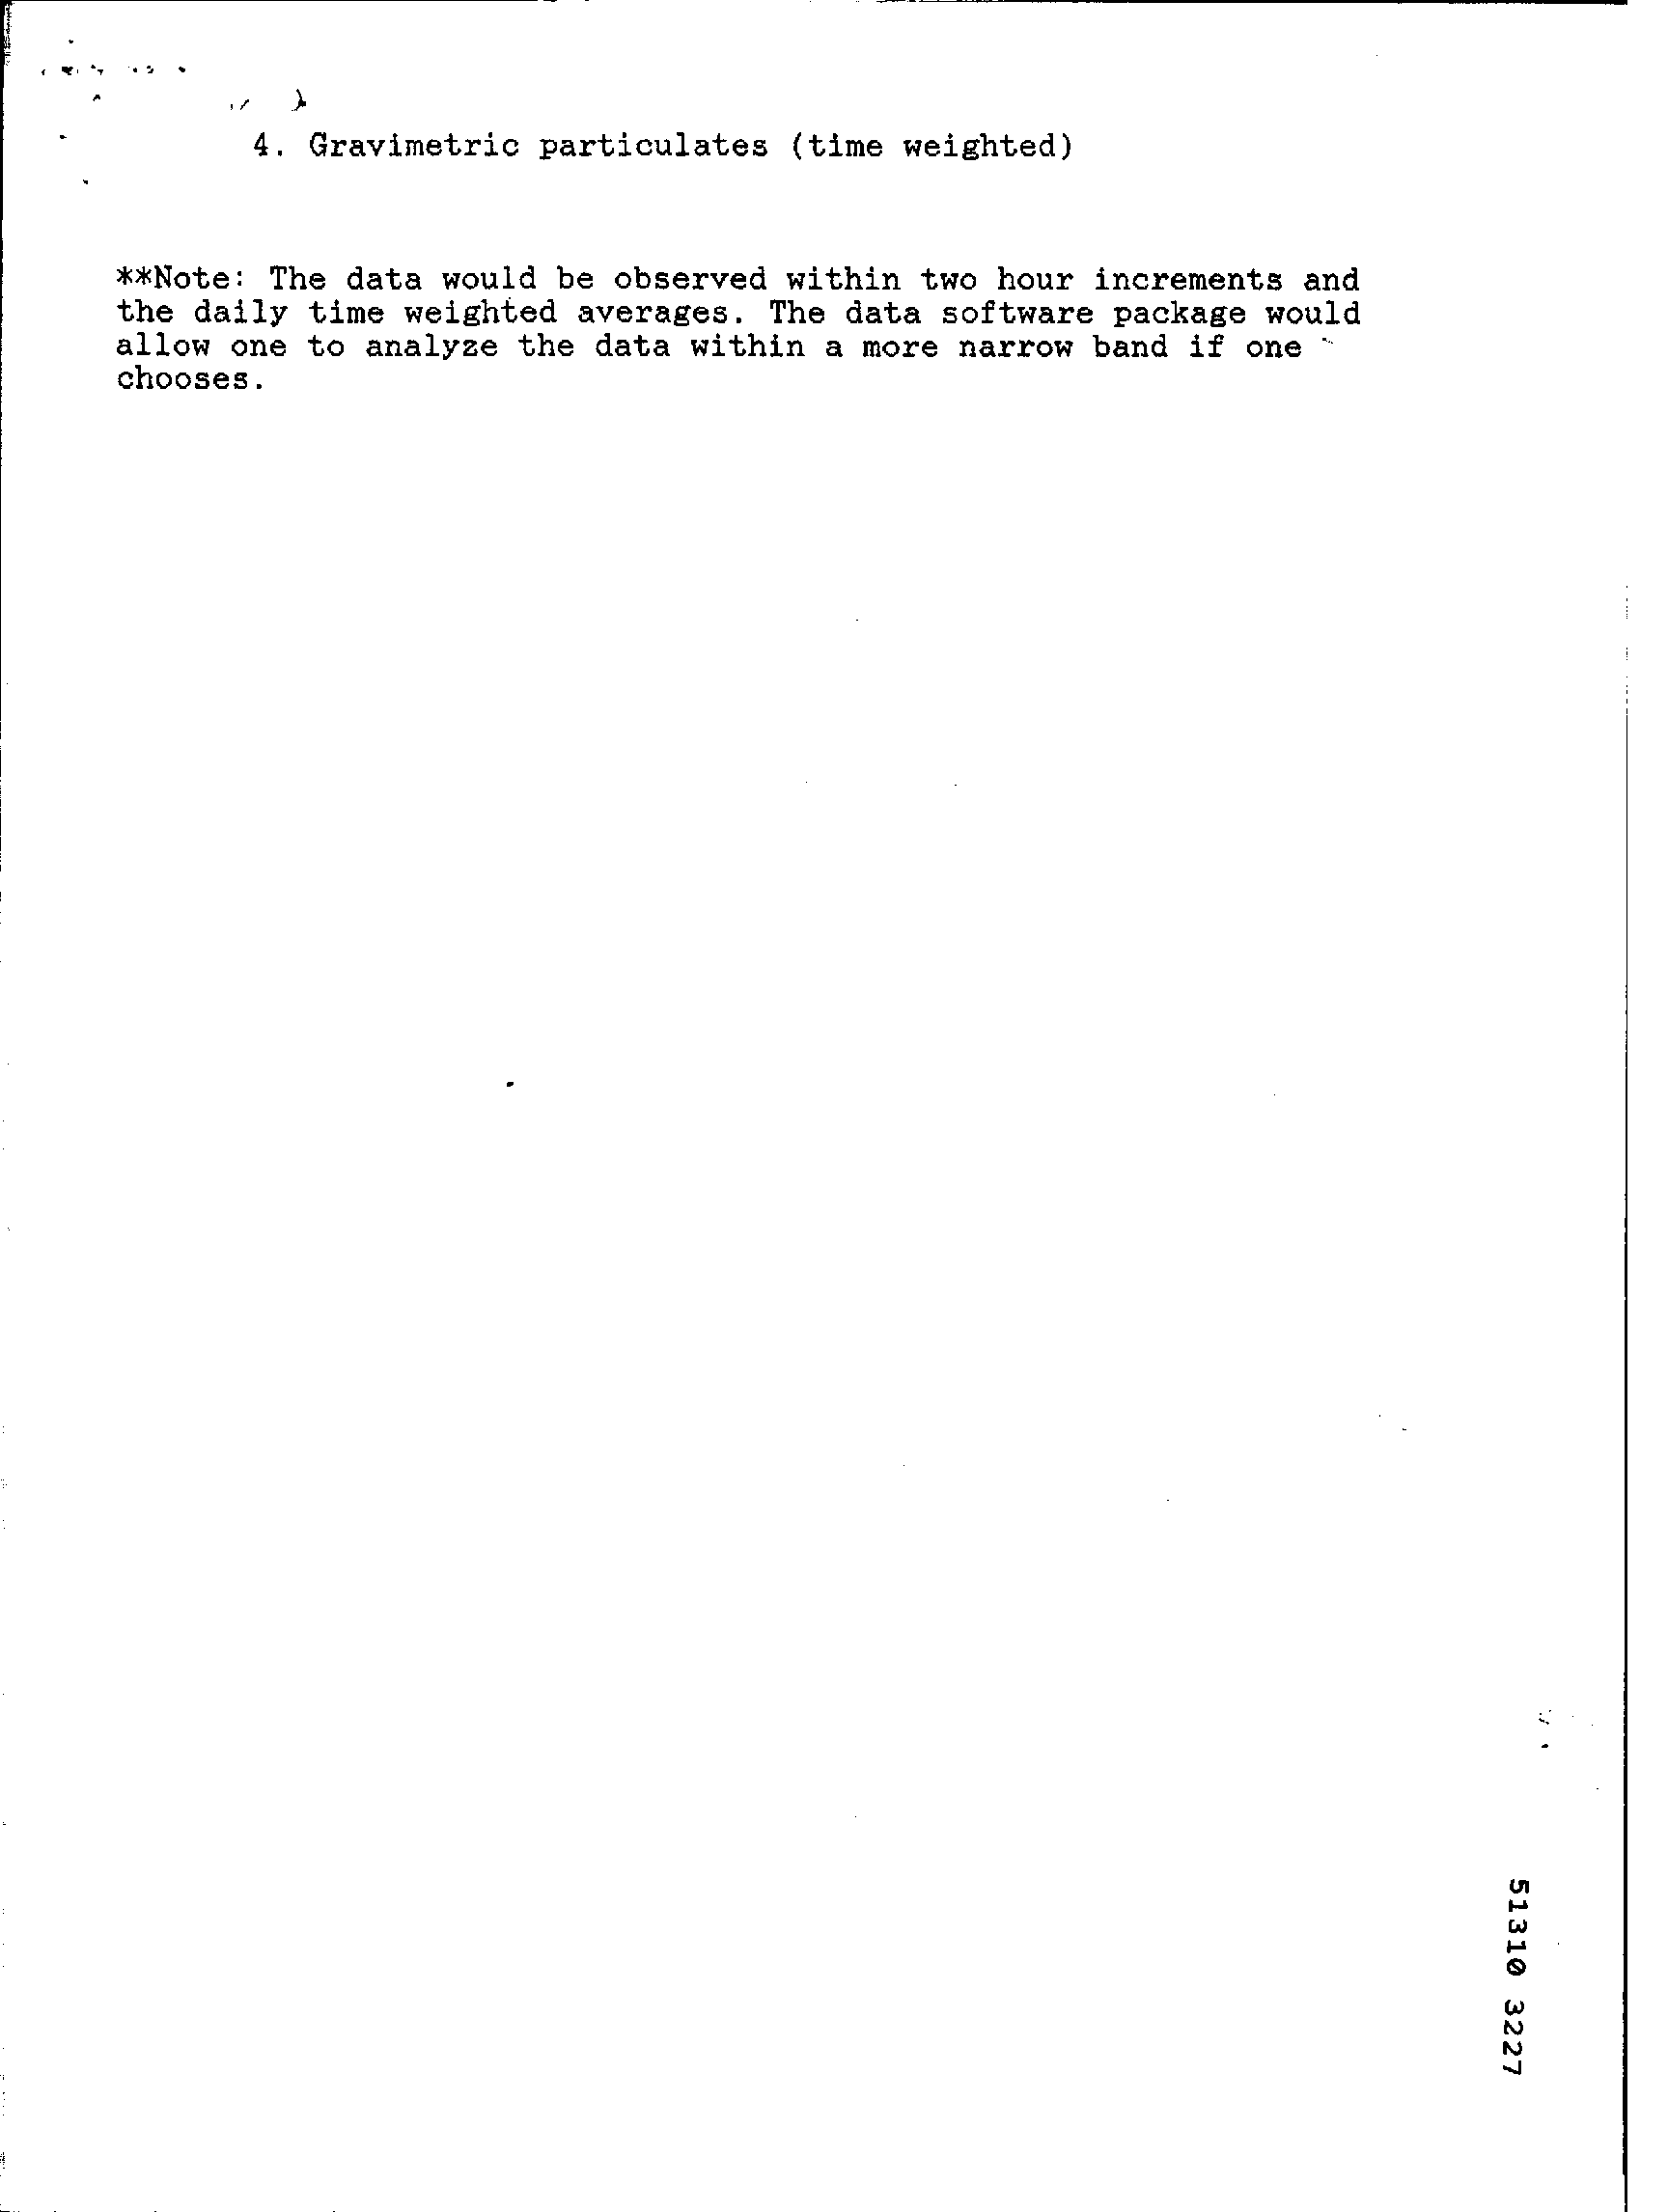 4. Gravimetric particulates (time weighted)
**Note: The data would be observed within two hour increments and
the daily time weighted averages. The data software package would
allow one to analyze the data within a more narrow band if one
chooses.
51310 3227